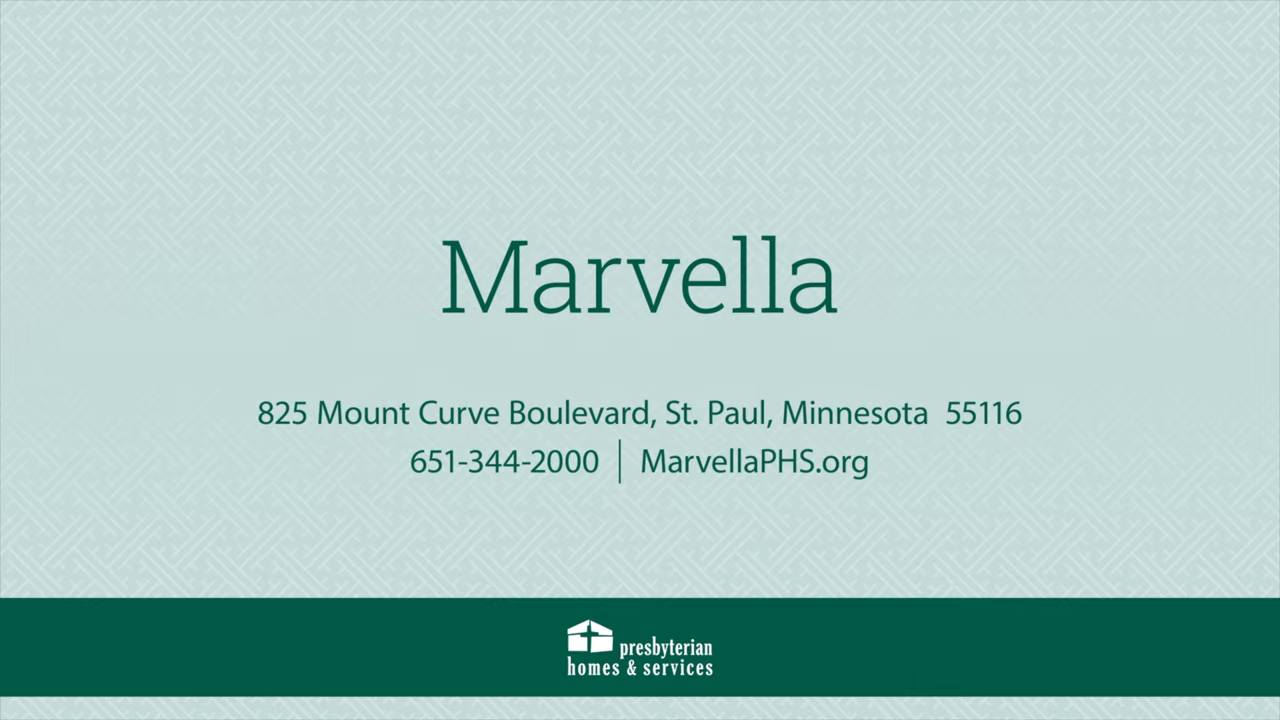 Marvella
825 Mount Curve Boulevard, St. Paul, Minnesota 55116
651-344-2000 | MarvellaPHS.org
presbyterian
homes & services